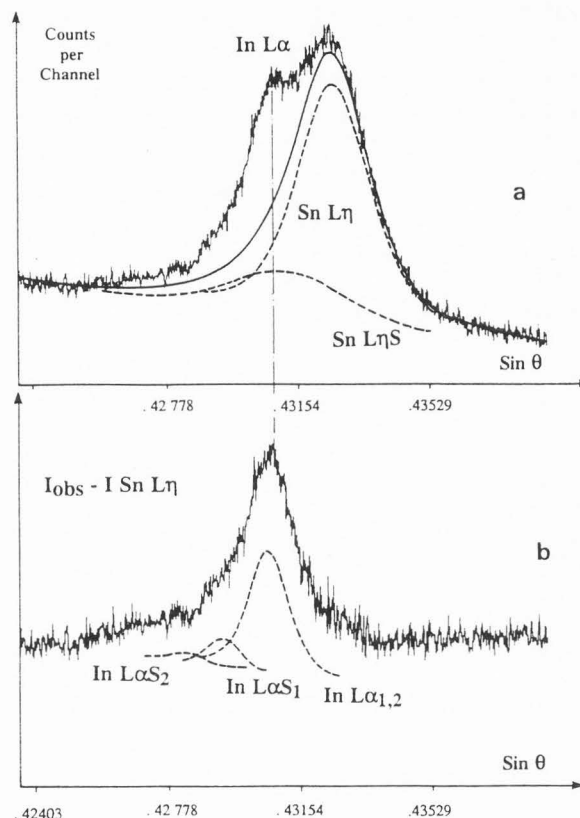 Counts
per
Channel
In Lα
a
Sn Lη
Sn LηS
Sin θ
. 42 778
.43154
.43529
Iobs - I Sn Lη
b
In LαS2
In LαS1
In Lα1,2
Sin θ
. 42403
. 42 778
.43154
.43529